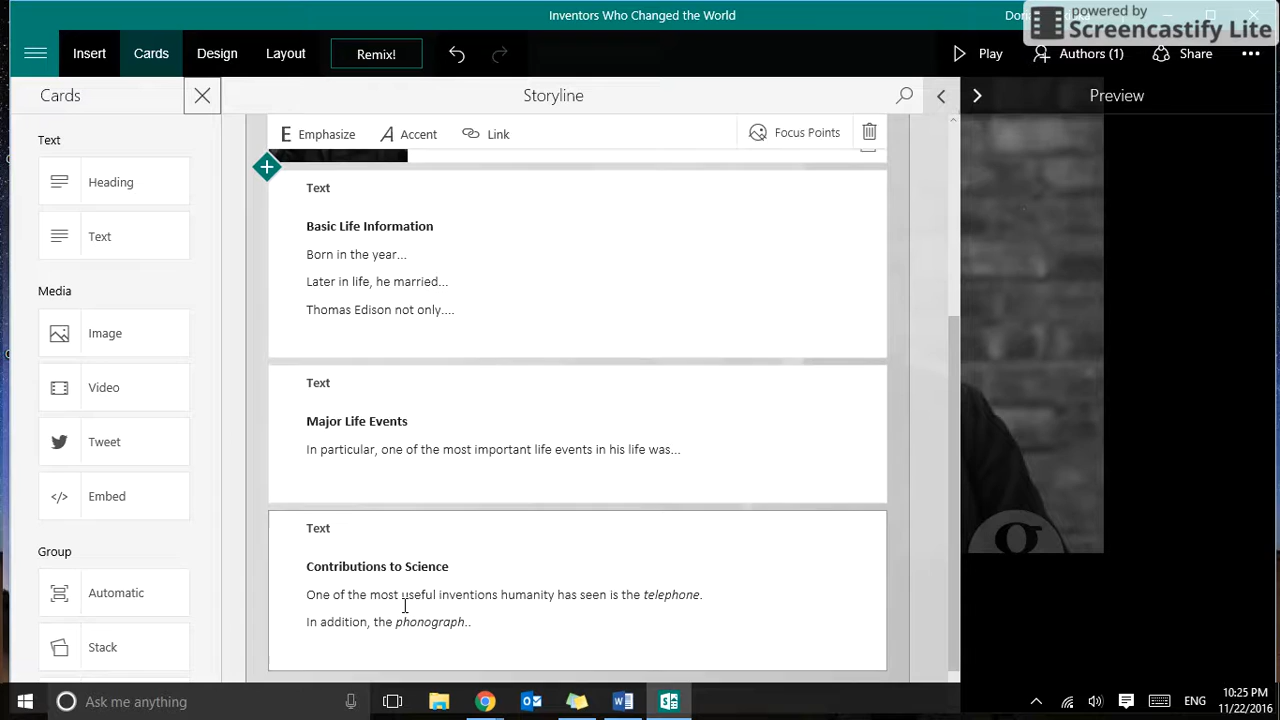 Inventors Who Changed the World
powered by
Screencastify Lite
Insert
Cards
Design
Layout
Remix!
Play
Authors (1)
Share
Cards
Storyline
Preview
Text
Heading
Text
Media
Image
Video
Tweet
Embed
Group
Automatic
Stack
E Emphasize
A Accent
Link
Focus Points
Text
Basic Life Information
Born in the year...
Later in life, he married...
Thomas Edison not only....
Text
Major Life Events
In particular, one of the most important life events in his life was...
Text
Contributions to Science
One of the most useful inventions humanity has seen is the telephone.
In addition, the phonograph..
Ask me anything
ENG
10:25 PM
11/22/2016